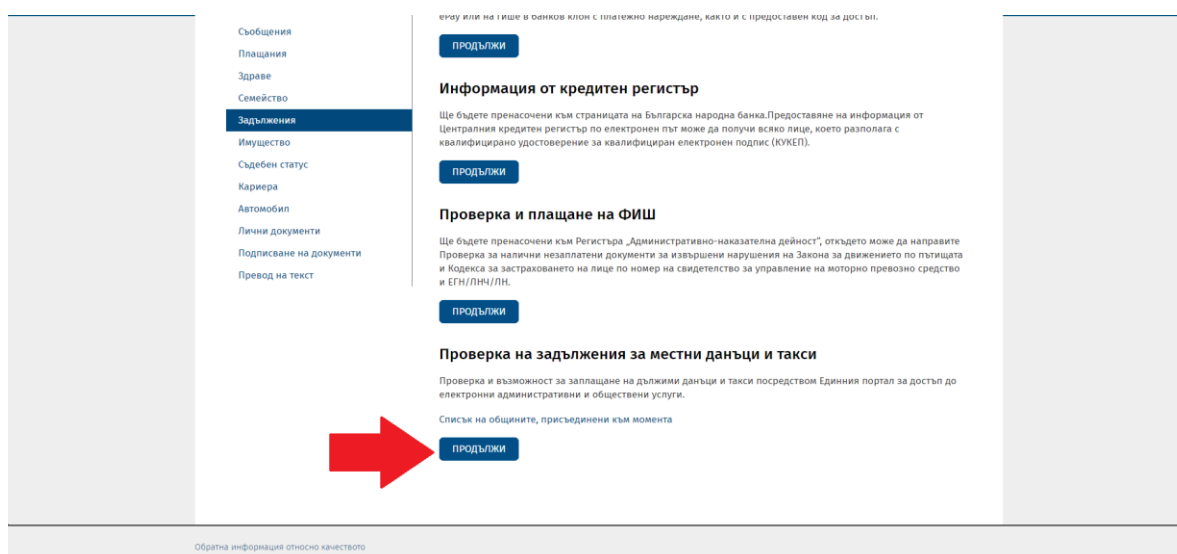 Съобщения
Плащания
Здраве
Семейство
Задължения
Имущество
Съдебен статус
Кариера
Автомобил
Лични документи
Подписване на документи
Превод на текст
ePay или на гише в банков клон с платежно нареждане, както и с предоставен код за достъп.
ПРОДЪЛЖИ
Информация от кредитен регистър
Ще бъдете пренасочени към страницата на Българска народна банка.Предоставяне на информация от
Централния кредитен регистър по електронен път може да получи всяко лице, което разполага с
квалифицирано удостоверение за квалифициран електронен подпис (КУКЕП).
ПРОДЪЛЖИ
Проверка и плащане на ФИШ
Ще бъдете пренасочени към Регистъра „Административно-наказателна дейност", откъдето може да направите
Проверка за налични незаплатени документи за извършени нарушения на Закона за движението по пътищата
и Кодекса за застраховането на лице по номер на свидетелство за управление на моторно превозно средство
и ЕГН/ЛНЧ/ЛН.
ПРОДЪЛЖИ
Проверка на задължения за местни данъци и такси
Проверка и възможност за заплащане на дължими данъци и такси посредством Единния портал за достъп до
електронни административни и обществени услуги.
Списък на общините, присъединени към момента
ПРОДЪЛЖИ
Обратна информация относно качеството